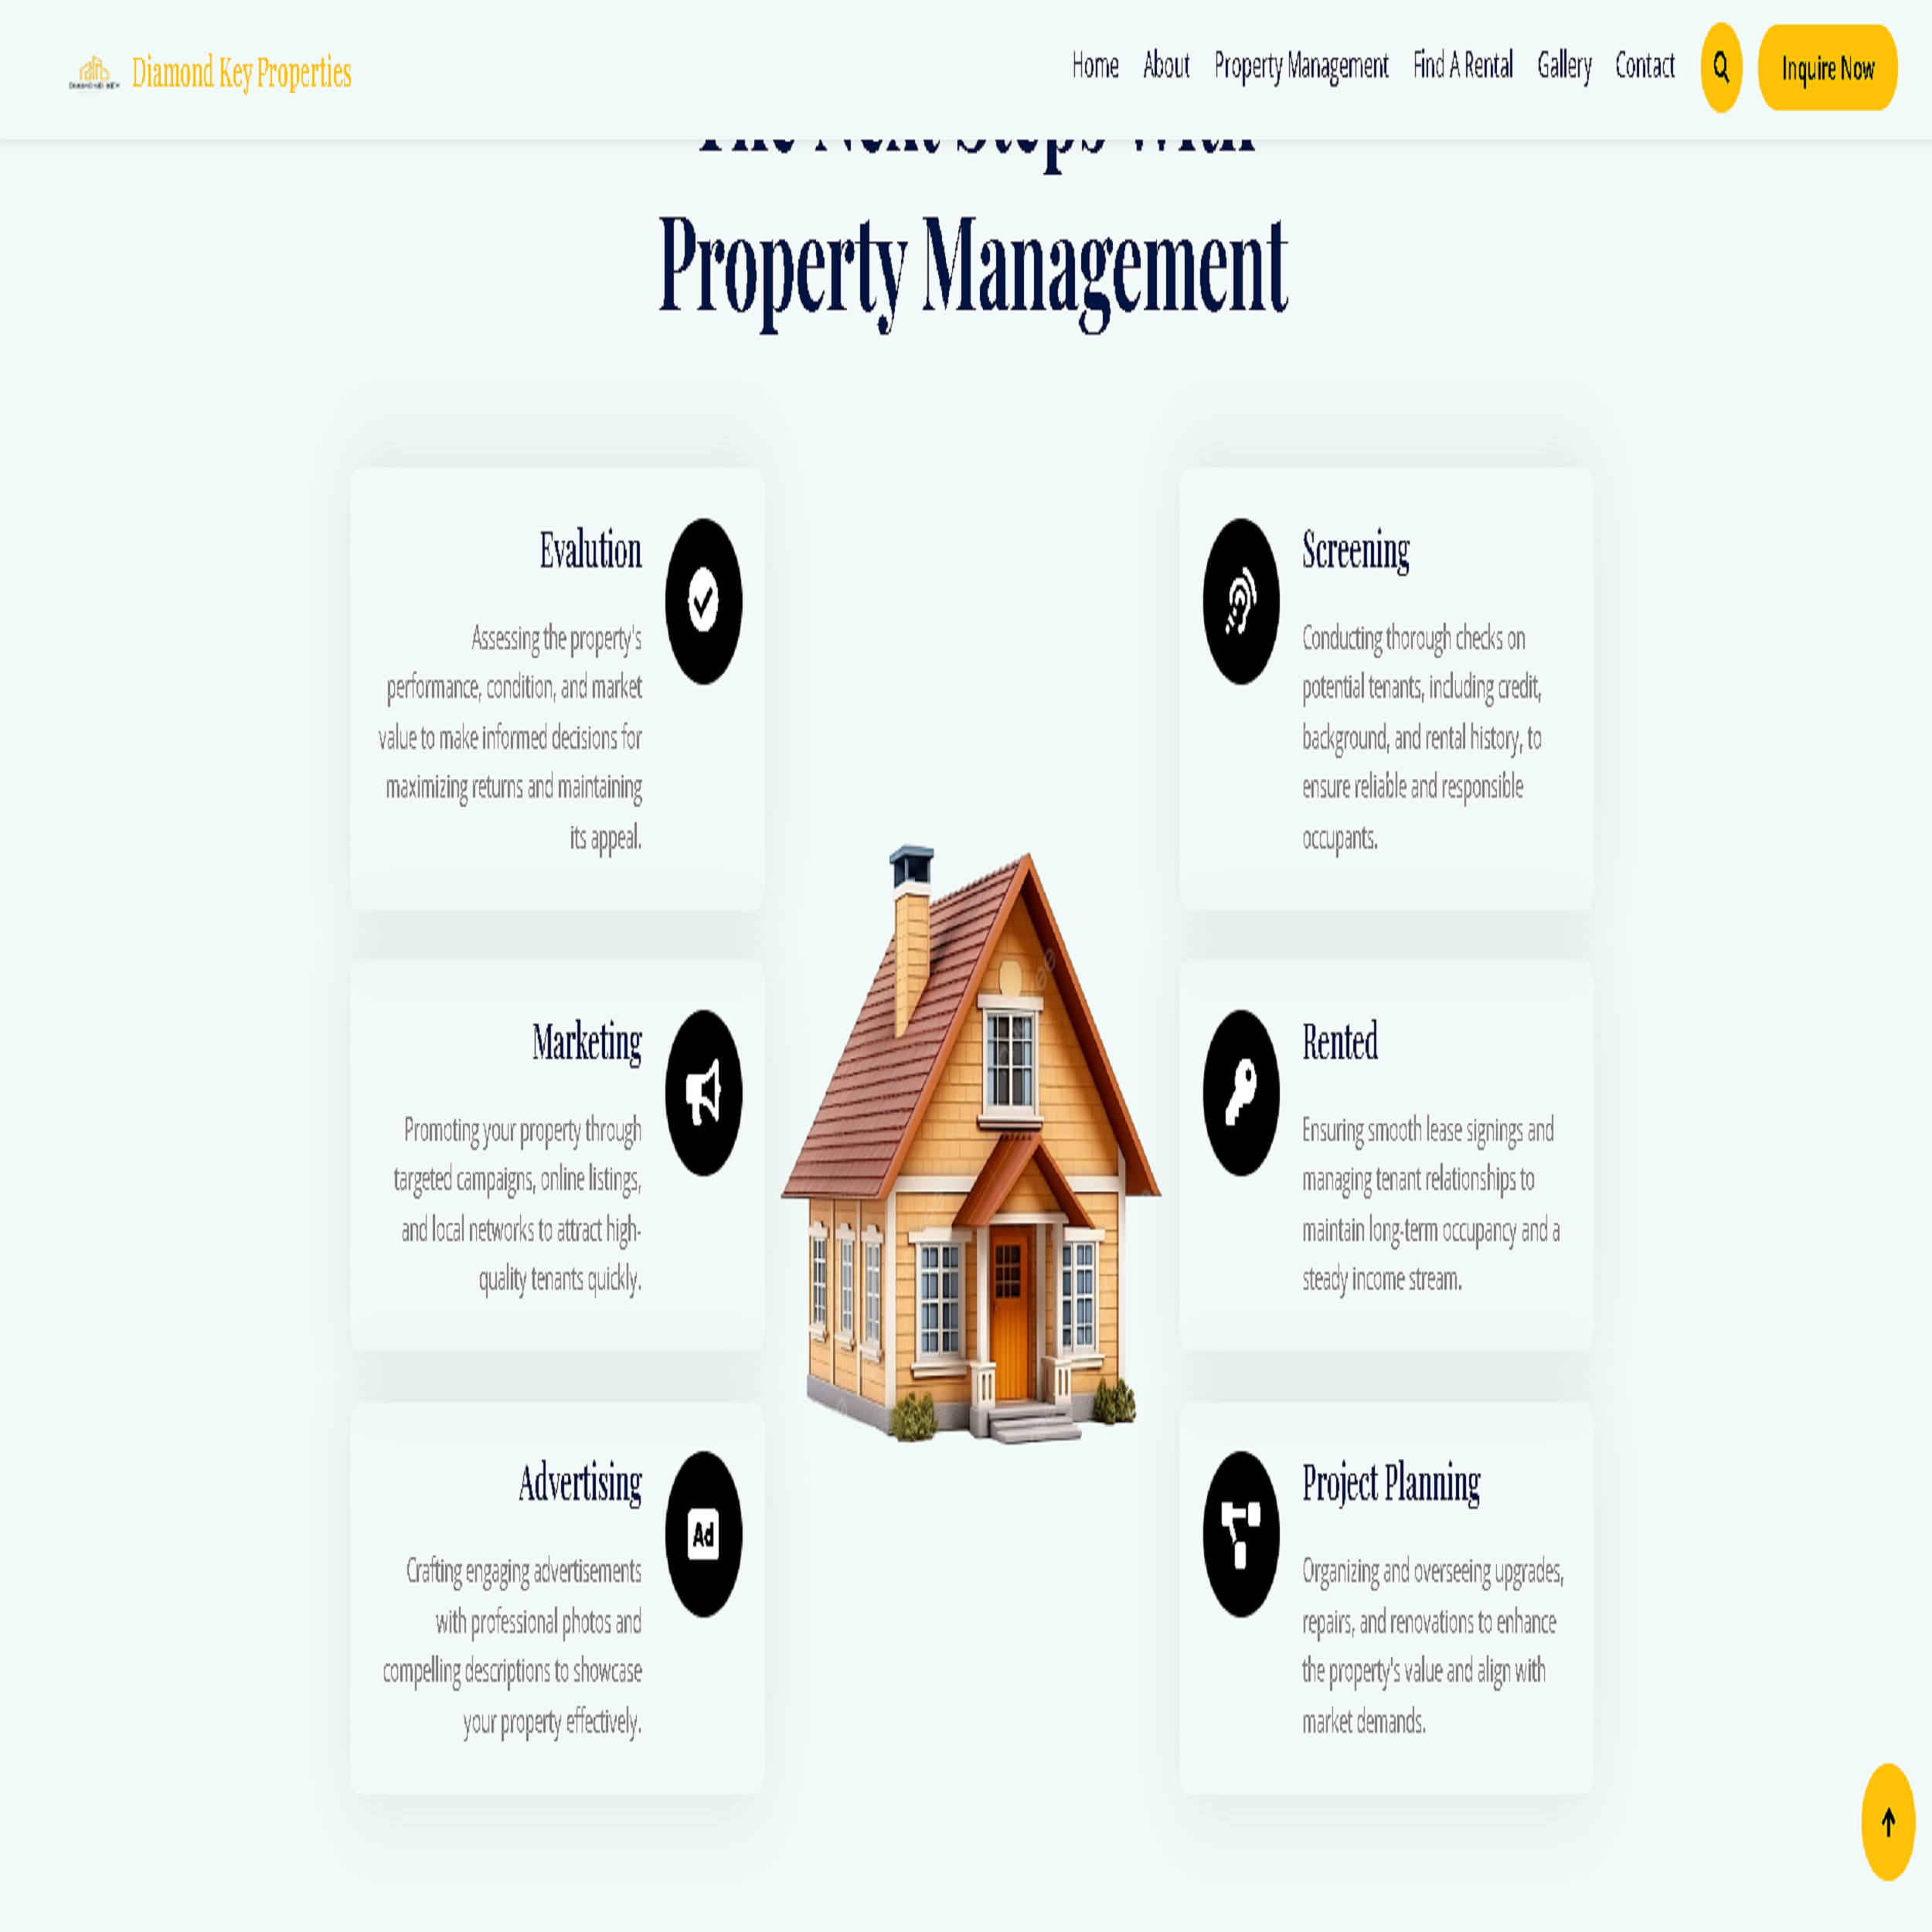 DIAMOND KEY
Diamond Key Properties
Home
About
Property Management
Find A Rental
Gallery
Contact
Inquire Now
The Next Steps With
Property Management
Evalution
Assessing the property's
performance, condition, and market
value to make informed decisions for
maximizing returns and maintaining
its appeal.
Marketing
Promoting your property through
targeted campaigns, online listings,
and local networks to attract high-
quality tenants quickly.
Advertising
Ad
Crafting engaging advertisements
with professional photos and
compelling descriptions to showcase
your property effectively.
Screening
Conducting thorough checks on
potential tenants, including credit,
background, and rental history, to
ensure reliable and responsible
occupants.
Rented
Ensuring smooth lease signings and
managing tenant relationships to
maintain long-term occupancy and a
steady income stream.
Project Planning
Organizing and overseeing upgrades,
repairs, and renovations to enhance
the property's value and align with
market demands.